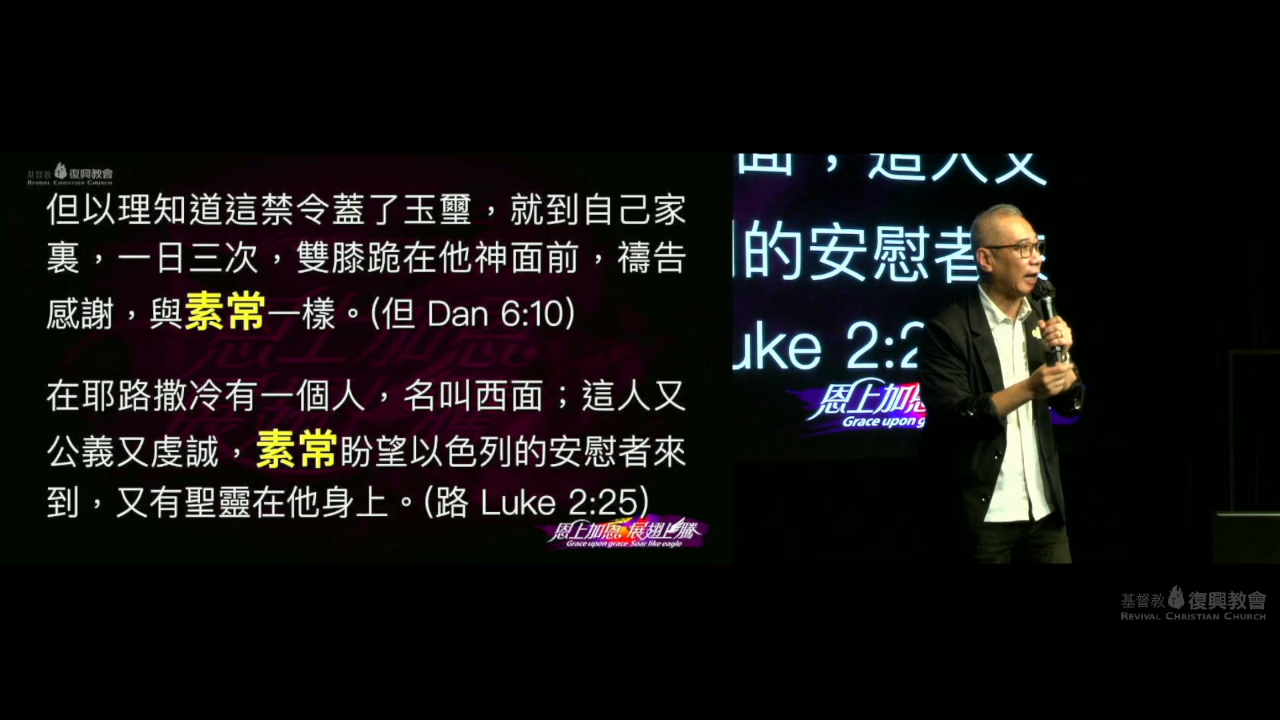 基督教 復興教會
REVIVAL CHRISTIAN CHURCH
但以理知道這禁令蓋了玉璽，就到自己家
裏，一日三次，雙膝跪在他神面前，禱告
感謝，與素常一樣。(但 Dan 6:10)
在耶路撒冷有一個人，名叫西面；這人又
公義又虔誠，素常盼望以色列的安慰者來
到，又有聖靈在他身上。(路 Luke 2:25)
恩上加恩 展翅上騰
Grace upon grace Soar like eagle
面，這人又
的安慰者
uke 2:2
恩上加恩
Grace upon g
基督教 復興教會
REVIVAL CHRISTIAN CHURCH